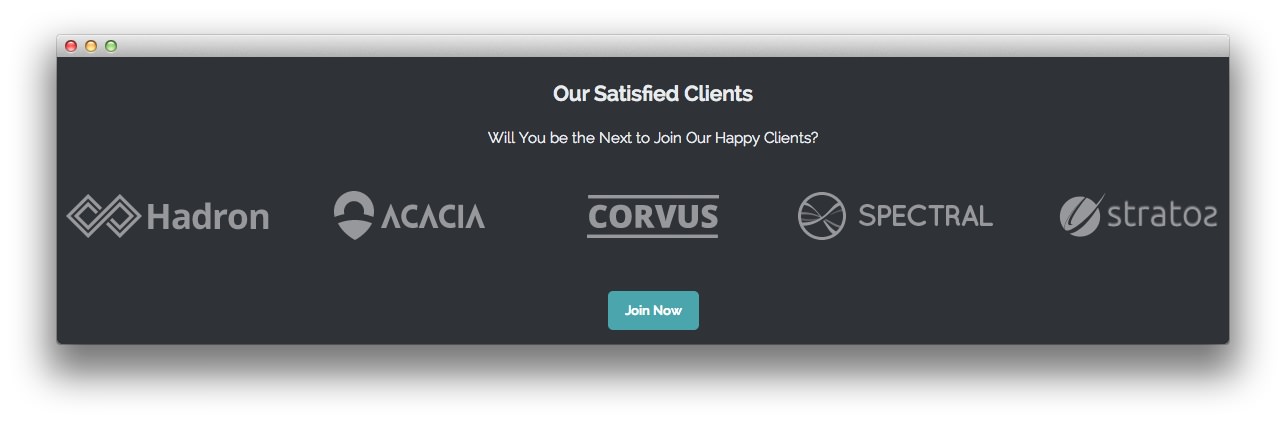 Our Satisfied Clients
Will You be the Next to Join Our Happy Clients?
Hadron ACACIA CORVUS SPECTRAL stratos
Join Now